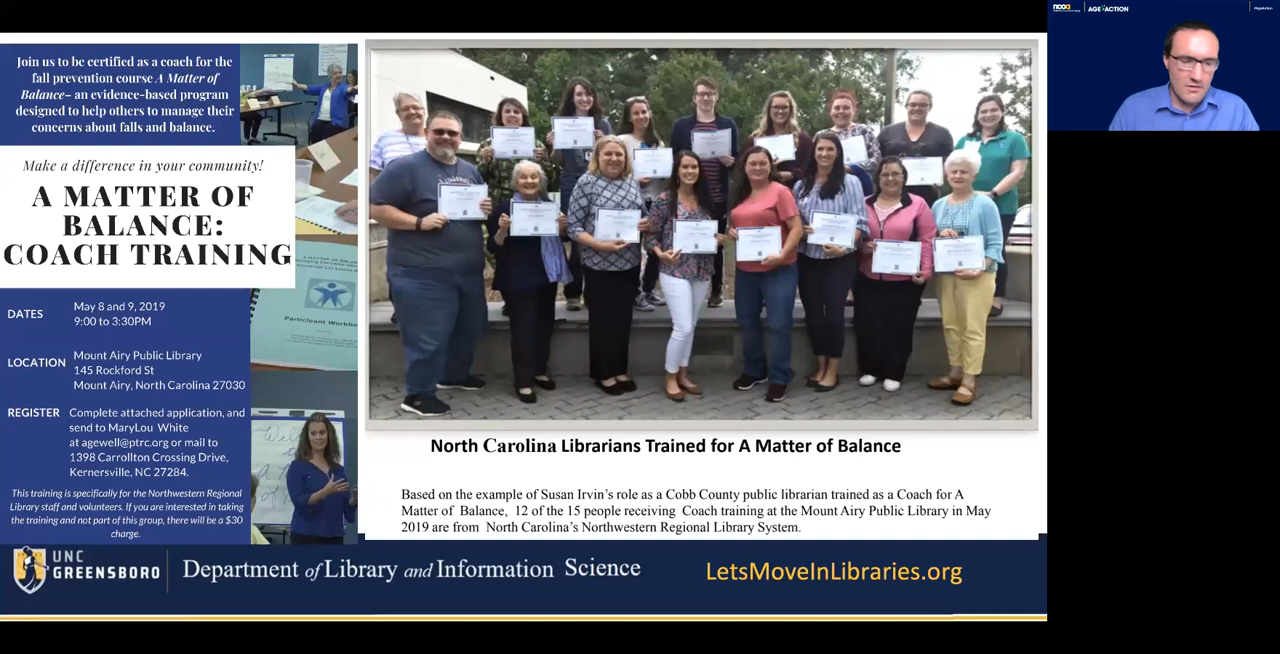 Join us to be certified as a coach for the
fall prevention course A Matter of
Balance– an evidence-based program
designed to help others to manage their
concerns about falls and balance.
Make a difference in your community!
A MATTER OF
BALANCE:
COACH TRAINING
DATES
May 8 and 9, 2019
9:00 to 3:30PM
LOCATION
Mount Airy Public Library
145 Rockford St
Mount Airy, North Carolina 27030
REGISTER
Complete attached application, and
send to MaryLou White
at agewell@ptrc.org or mail to
1398 Carrollton Crossing Drive,
Kernersville, NC 27284.
This training is specifically for the Northwestern Regional
Library staff and volunteers. If you are interested in taking
the training and not part of this group, there will be a $30
charge.
A MATTER OF BALANCE
Participant Workbo
North Carolina Librarians Trained for A Matter of Balance
Based on the example of Susan Irvin's role as a Cobb County public librarian trained as a Coach for A
Matter of Balance, 12 of the 15 people receiving Coach training at the Mount Airy Public Library in May
2019 are from North Carolina's Northwestern Regional Library System.
UNC
GREENSBORO
Department of Library and Information Science
LetsMoveInLibraries.org
ncoa
AGE+ACTION